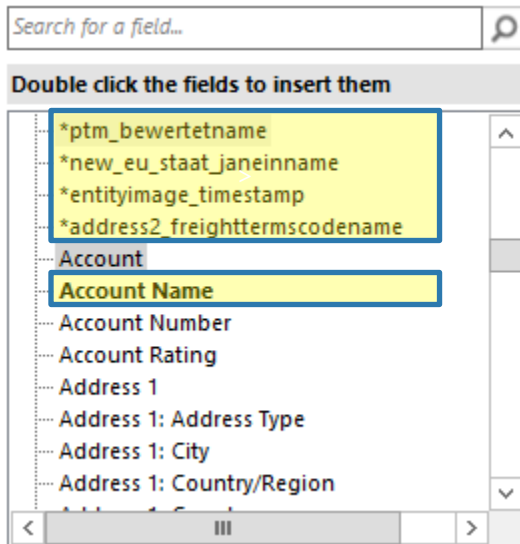 Search for a field...
Double click the fields to insert them
*ptm_bewertetname
*new_eu_staat_janeinname
*entityimage_timestamp
*address2_freighttermscodename
Account
Account Name
Account Number
Account Rating
Address 1
Address 1: Address Type
Address 1: City
Address 1: Country/Region